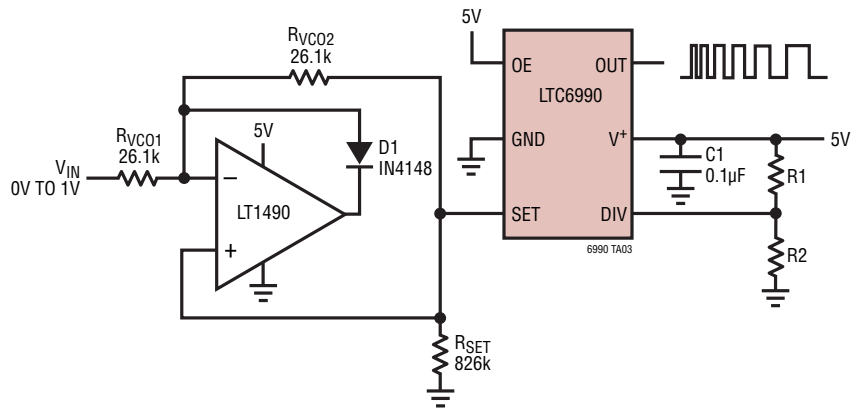 5V
R_VCO2
26.1k
OE
OUT
LTC6990
R_VCO1
26.1k
5V
D1
IN4148
GND
V⁺
5V
V_IN
0V TO 1V
−
LT1490
C1
0.1µF
R1
+
SET
DIV
6990 TA03
R2
R_SET
826k